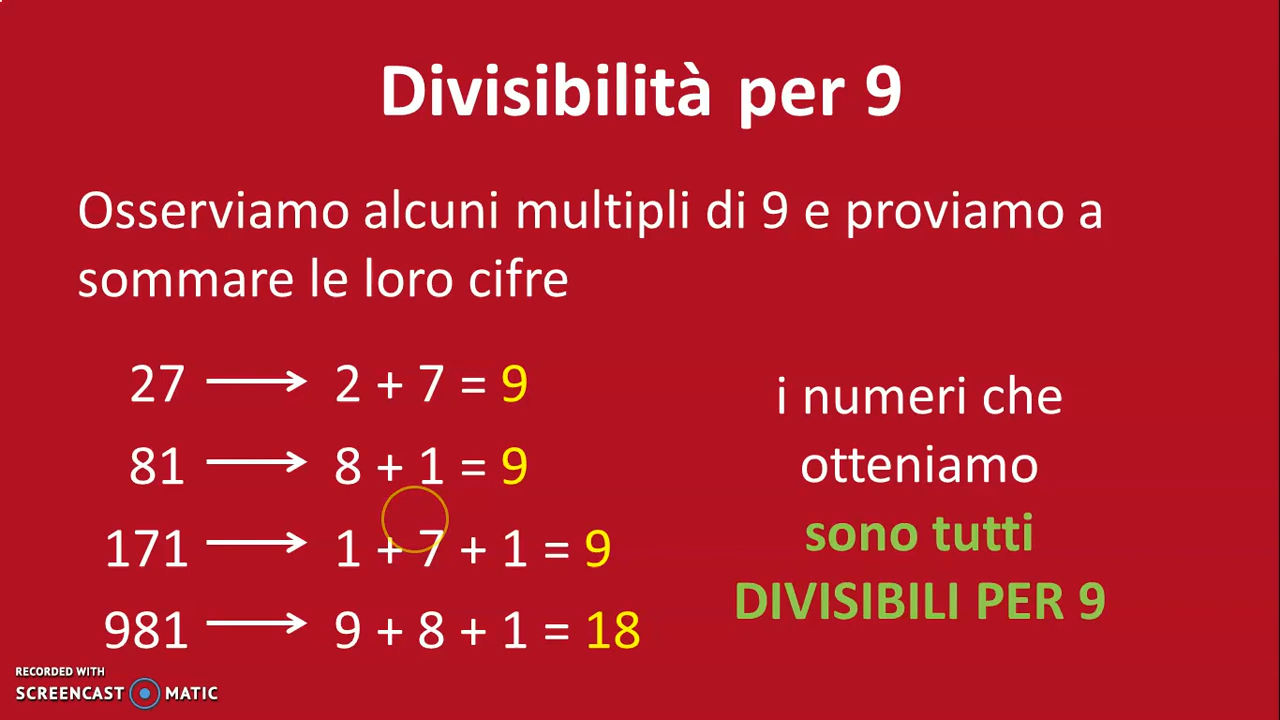 Divisibilità per 9
Osserviamo alcuni multipli di 9 e proviamo a
sommare le loro cifre
27 → 2 + 7 = 9
81 → 8 + 1 = 9
171 → 1 + 7 + 1 = 9
981 → 9 + 8 + 1 = 18
i numeri che
otteniamo
sono tutti
DIVISIBILI PER 9
RECORDED WITH
SCREENCAST MATIC